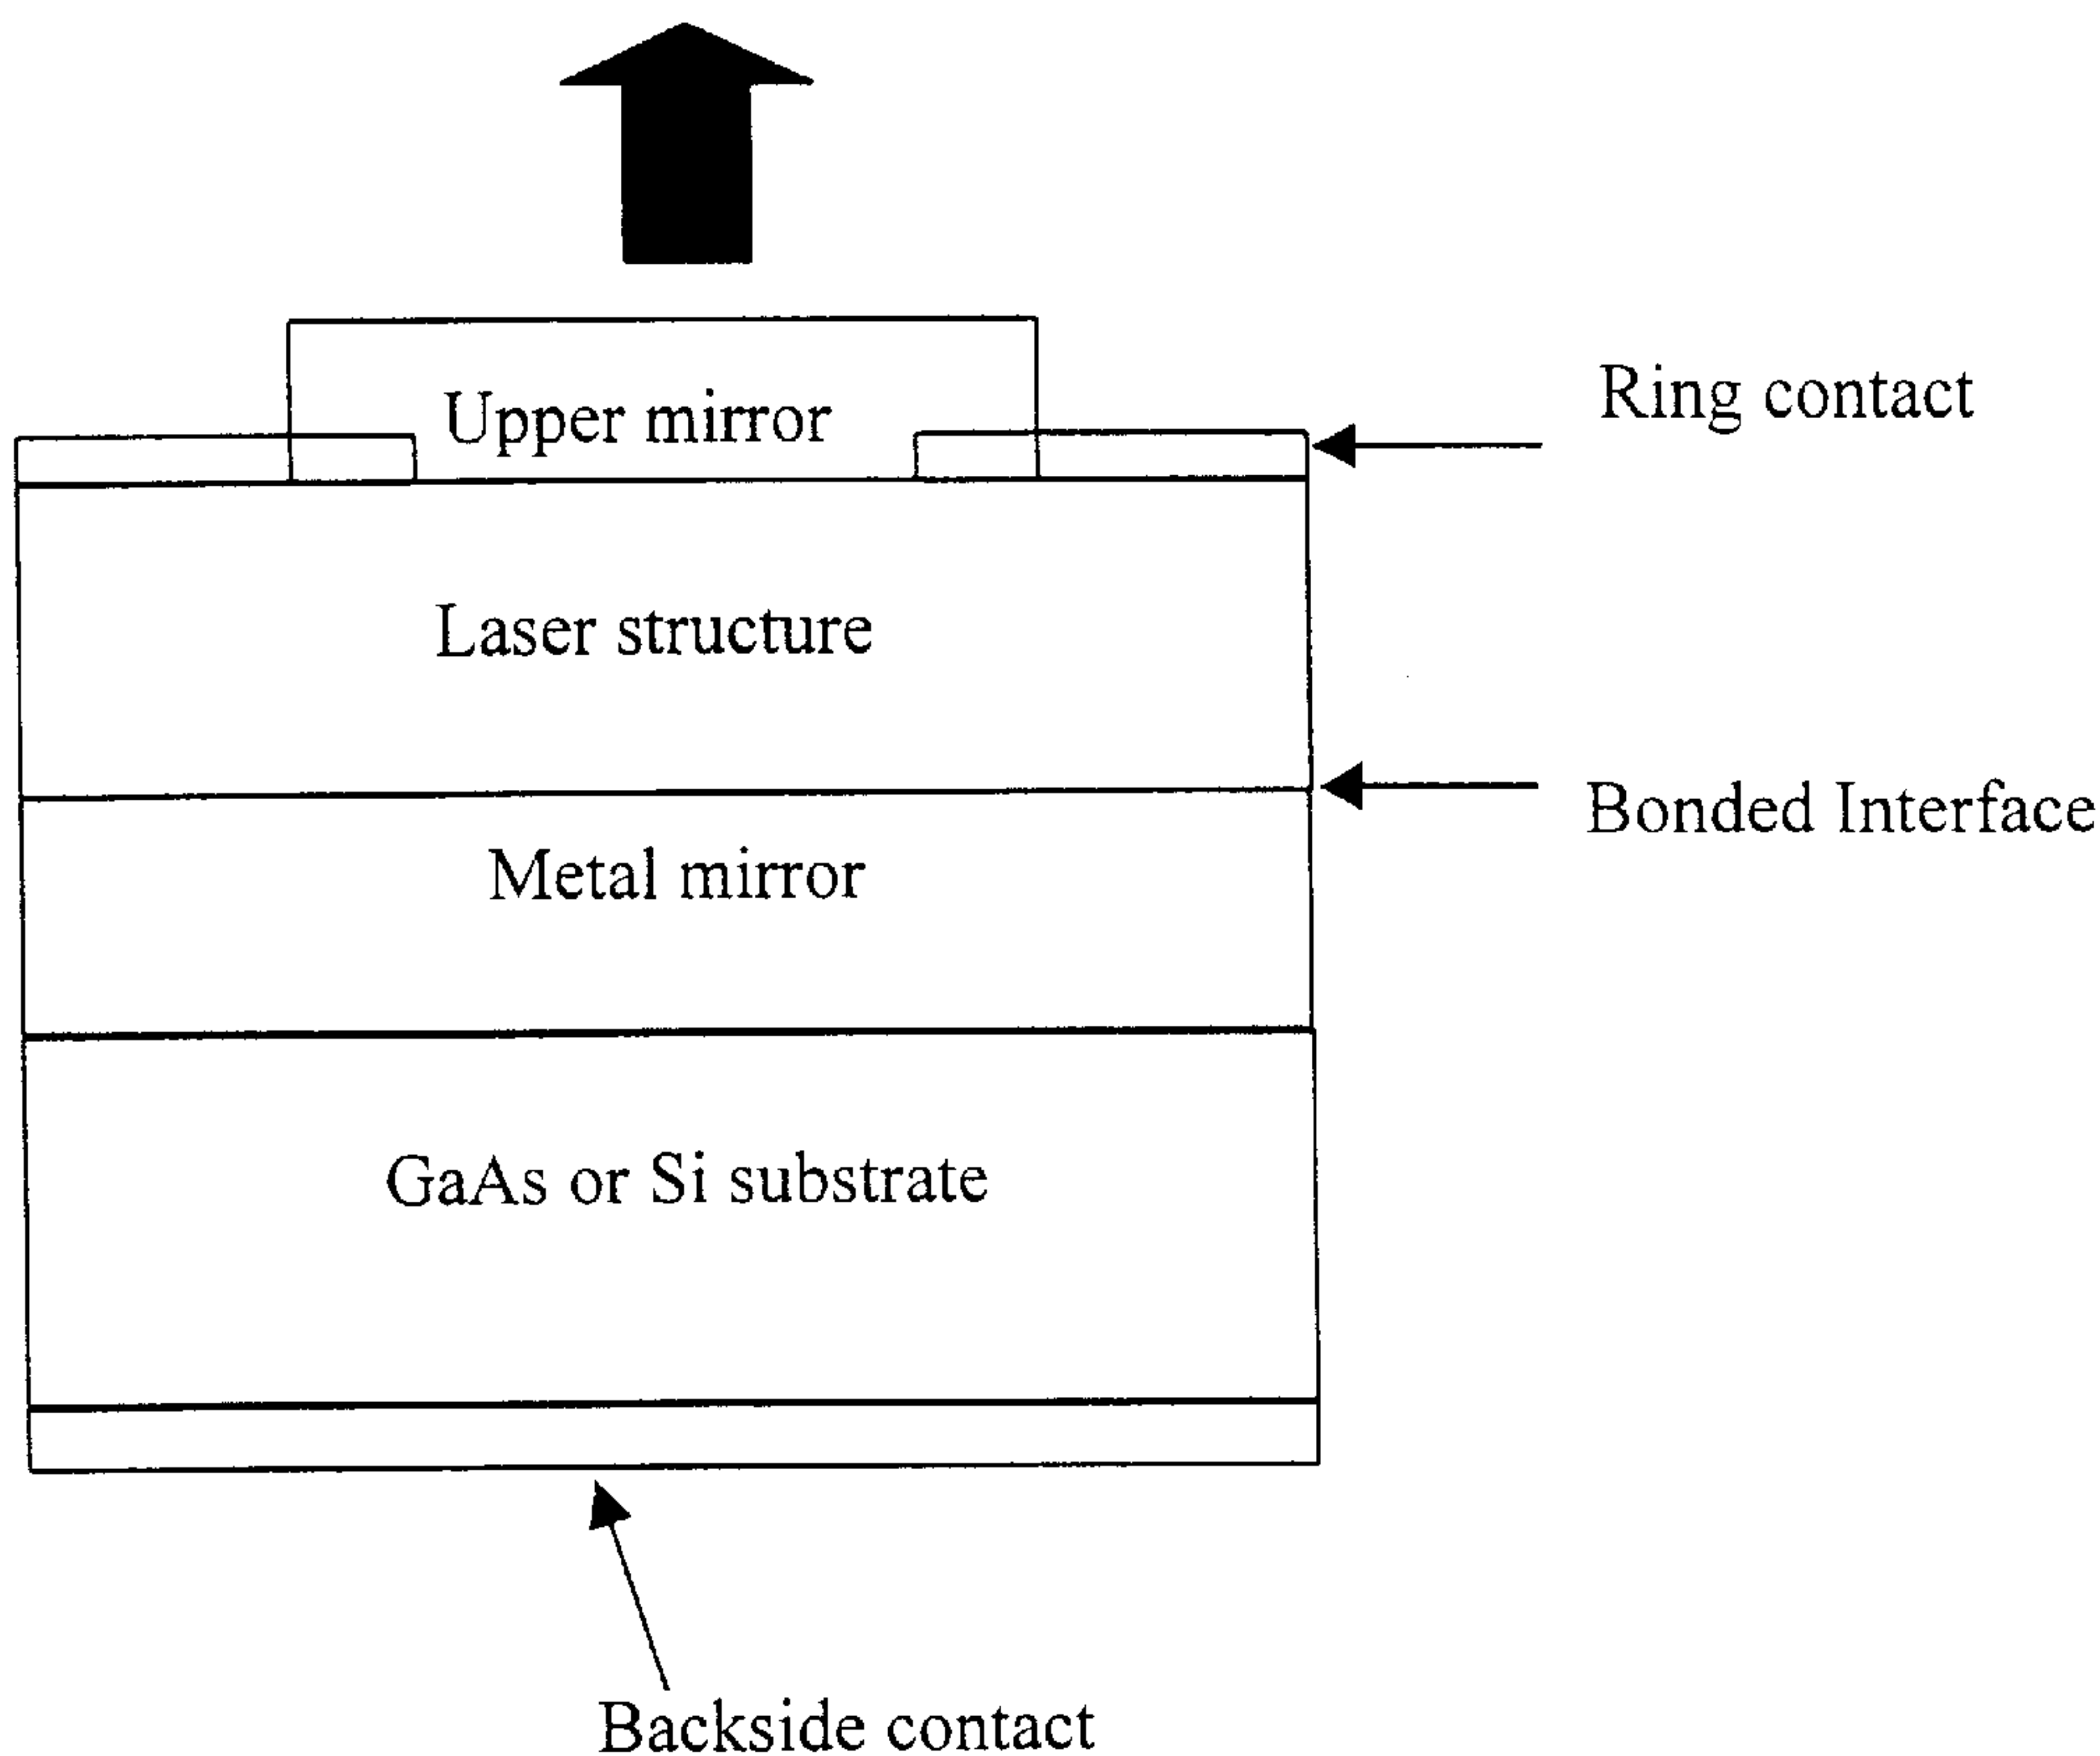 Upper mirror
Ring contact
Laser structure
Bonded Interface
Metal mirror
GaAs or Si substrate
Backside contact